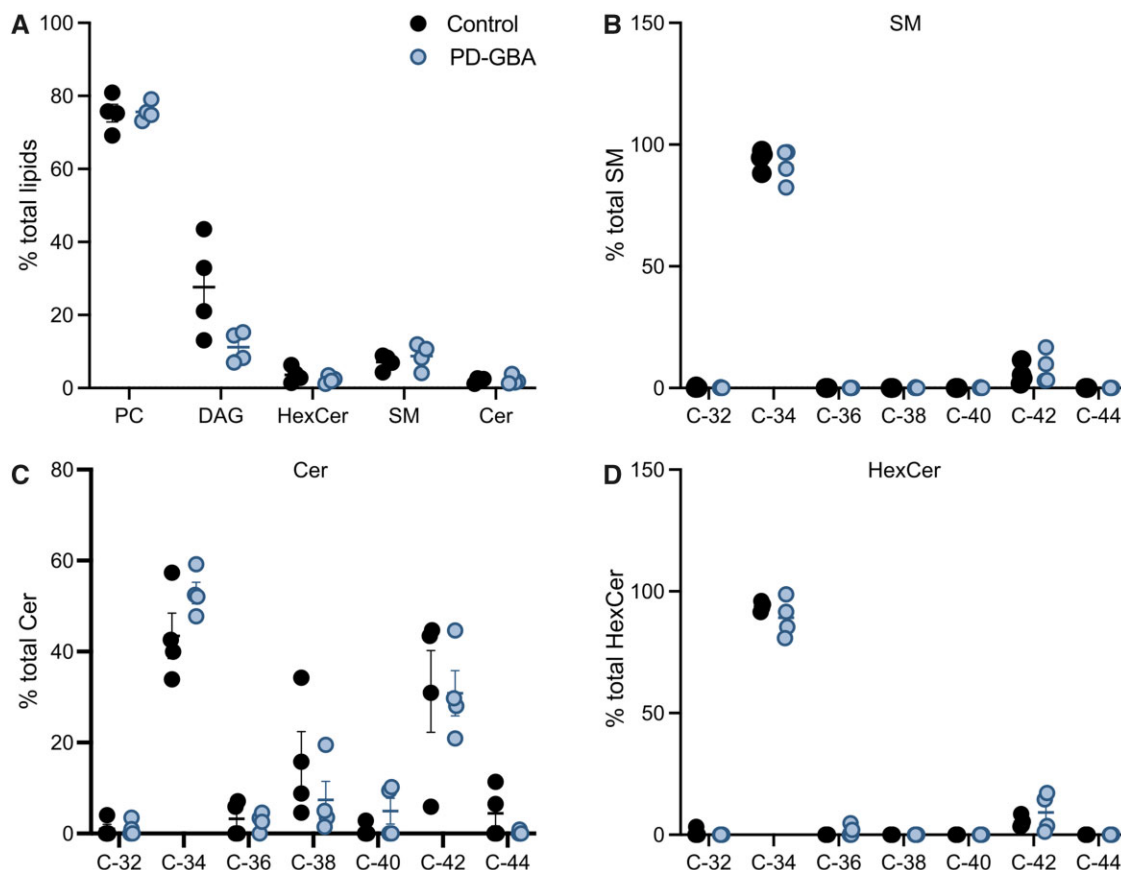 A
Control
PD-GBA
% total lipids
100
80
60
40
20
0
PC DAG HexCer SM Cer
B
SM
% total SM
150
100
50
0
C-32 C-34 C-36 C-38 C-40 C-42 C-44
C
Cer
% total Cer
80
60
40
20
0
C-32 C-34 C-36 C-38 C-40 C-42 C-44
D
HexCer
% total HexCer
150
100
50
0
C-32 C-34 C-36 C-38 C-40 C-42 C-44